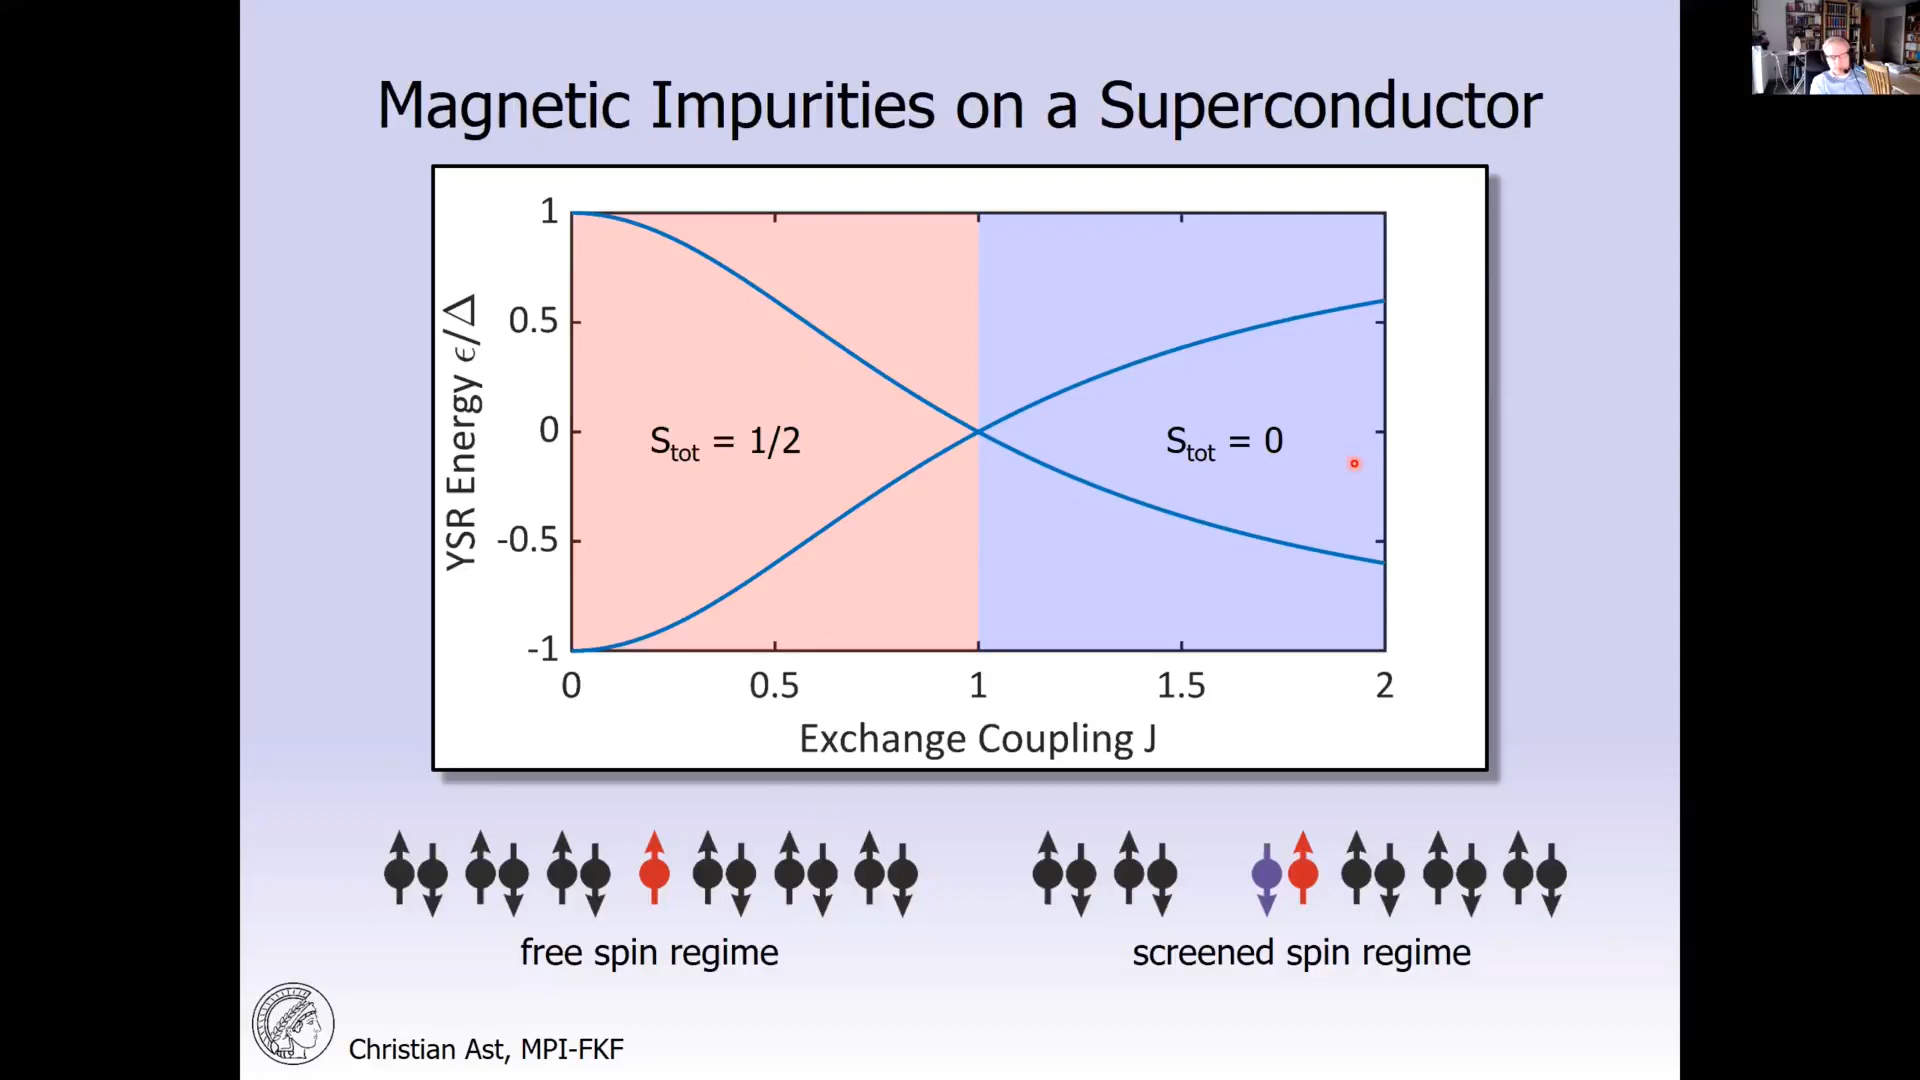 Magnetic Impurities on a Superconductor
1
0.5
0
-0.5
-1
YSR Energy ϵ/Δ
S_tot = 1/2
S_tot = 0
0 0.5 1 1.5 2
Exchange Coupling J
free spin regime
screened spin regime
Christian Ast, MPI-FKF